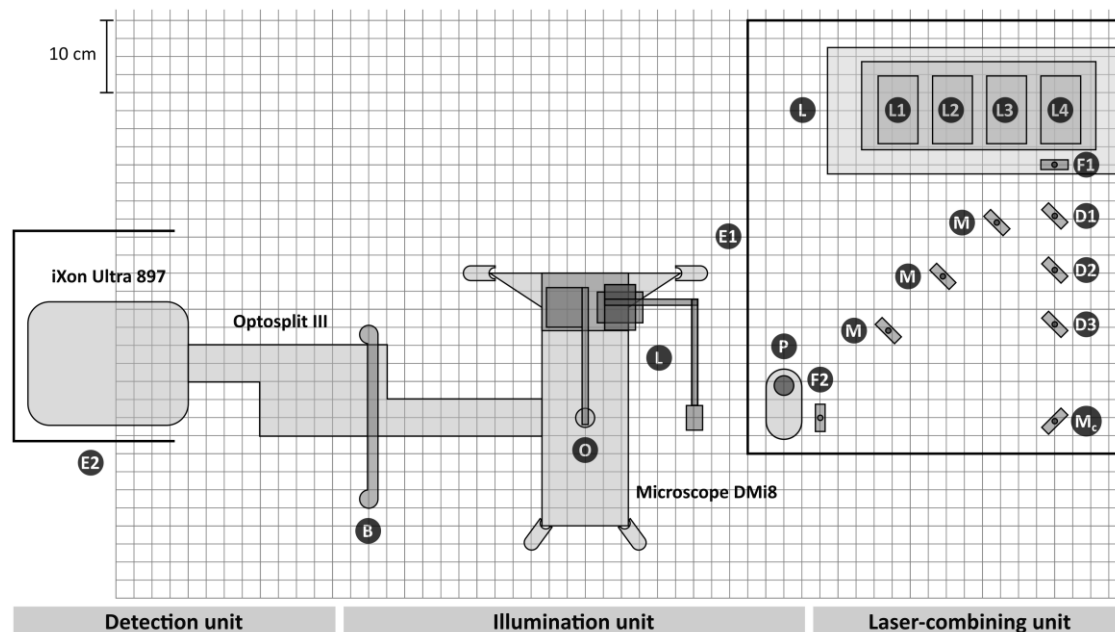 10 cm
L
L1
L2
L3
L4
F1
M
D1
E1
iXon Ultra 897
M
D2
Optosplit III
M
D3
P
L
F2
O
Mc
E2
Microscope DMi8
B
Detection unit
Illumination unit
Laser-combining unit